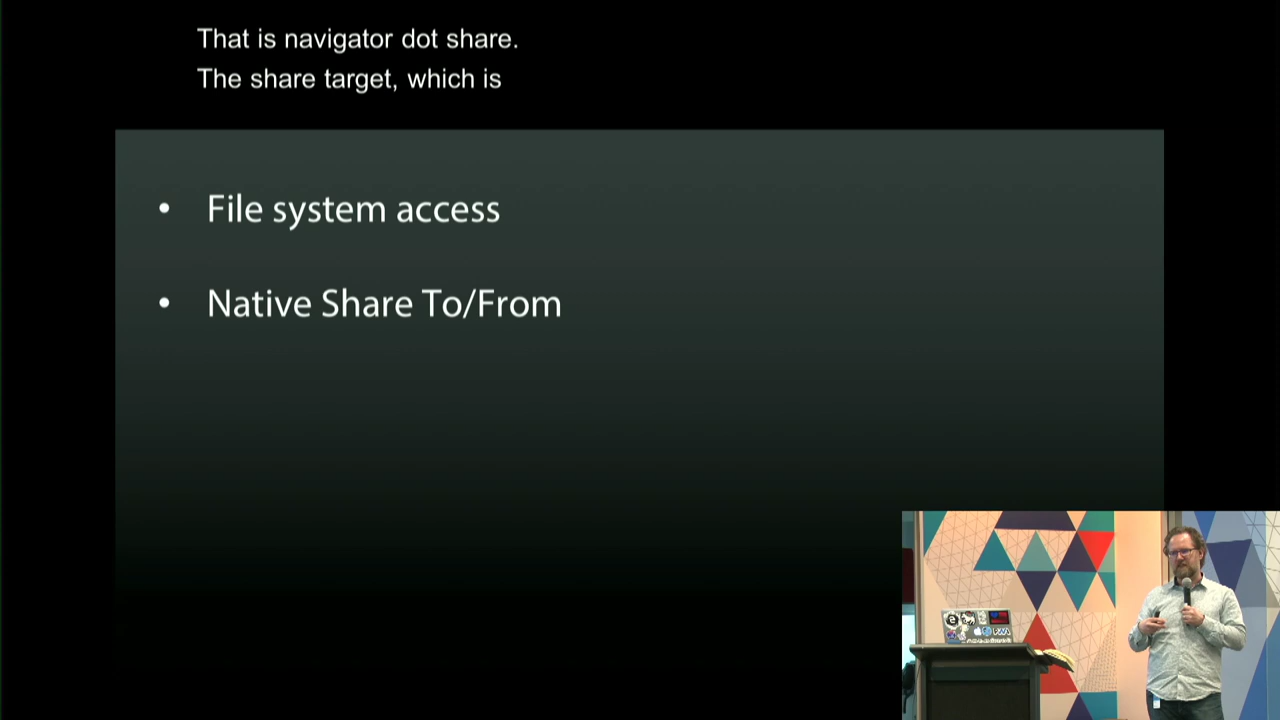 That is navigator dot share.
The share target, which is
• File system access
• Native Share To/From